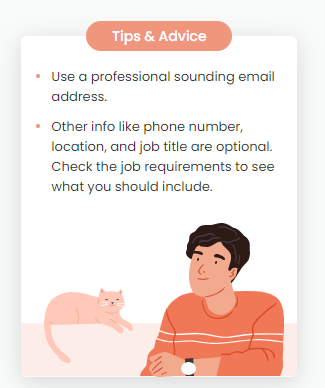 Tips & Advice
• Use a professional sounding email
address.
• Other info like phone number,
location, and job title are optional.
Check the job requirements to see
what you should include.